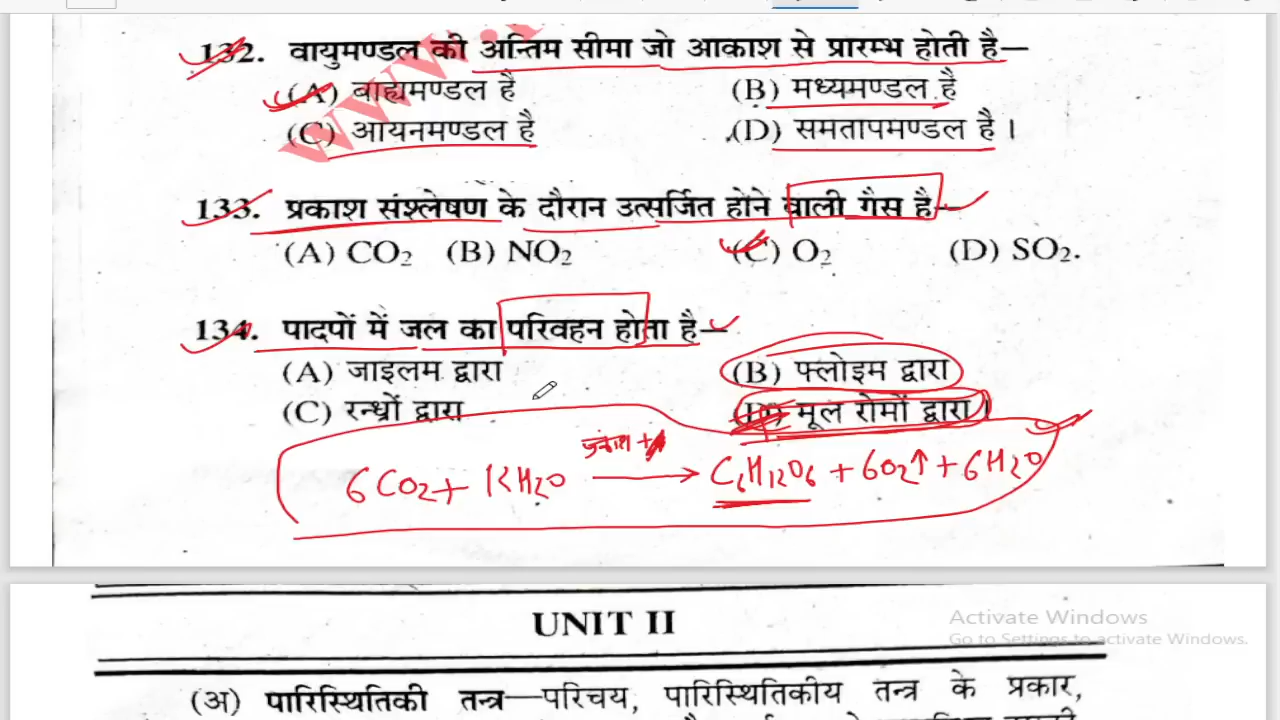 132. वायुमण्डल की अन्तिम सीमा जो आकाश से प्रारम्भ होती है—
(A) वाह्यमण्डल है (B) मध्यमण्डल है
(C) आयनमण्डल है (D) समतापमण्डल है।
133. प्रकाश संश्लेषण के दौरान उत्सर्जित होने वाली गैस है—
(A) CO₂ (B) NO₂ (C) O₂ (D) SO₂.
134. पादपों में जल का परिवहन होता है—
(A) जाइलम द्वारा (B) फ्लोइम द्वारा
(C) रन्ध्रों द्वारा (D) मूल रोमों द्वारा।
प्रकाश +
6CO₂ + 12H₂O → C₆H₁₂O₆ + 6O₂↑ + 6H₂O
WWW.
UNIT II
Activate Windows
Go to Settings to activate Windows.
(अ) पारिस्थितिकी तन्त्र—परिचय, पारिस्थितिकीय तन्त्र के प्रकार,